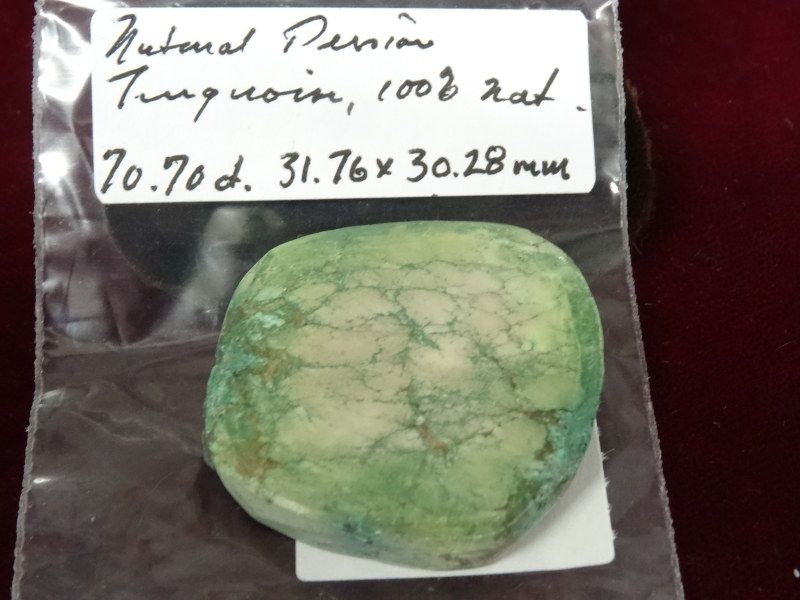 Natural Persian
Turquoise, 100% nat.
70.70 ct. 31.76 x 30.28 mm